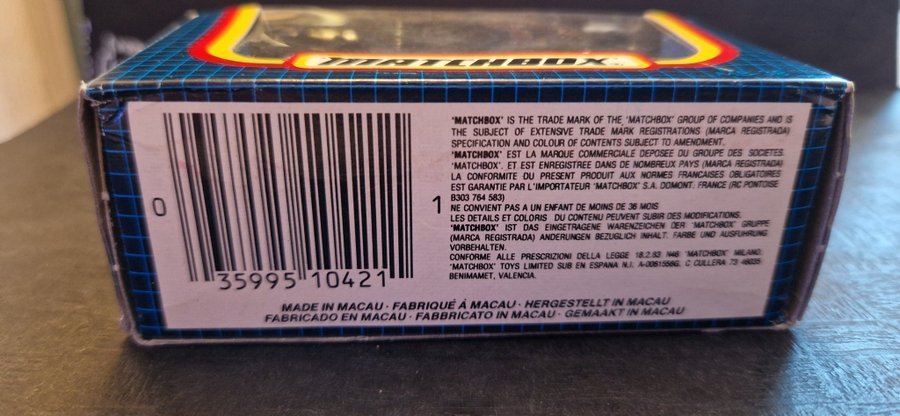 MATCHBOX
'MATCHBOX' IS THE TRADE MARK OF THE 'MATCHBOX' GROUP OF COMPANIES AND IS
THE SUBJECT OF EXTENSIVE TRADE MARK REGISTRATIONS (MARCA REGISTRADA)
SPECIFICATION AND COLOUR OF CONTENTS SUBJECT TO AMENDMENT.
'MATCHBOX' EST LA MARQUE COMMERCIALE DEPOSEE DU GROUPE DES SOCIETES
'MATCHBOX'. ET EST ENREGISTREE DANS DE NOMBREUX PAYS (MARCA REGISTRADA)
LA CONFORMITE DU PRESENT PRODUIT AUX NORMES FRANCAISES OBLIGATOIRES
EST GARANTIE PAR L'IMPORTATEUR 'MATCHBOX' S.A. DOMONT. FRANCE (RC PONTOISE
B303 764 583)
NE CONVIENT PAS A UN ENFANT DE MOINS DE 36 MOIS
LES DETAILS ET COLORIS DU CONTENU PEUVENT SUBIR DES MODIFICATIONS.
'MATCHBOX' IST DAS EINGETRAGENE WARENZEICHEN DER 'MATCHBOX' GRUPPE
(MARCA REGISTRADA) ANDERUNGEN BEZUGLICH INHALT. FARBE UND AUSFUHRUNG
VORBEHALTEN.
CONFORME ALLE PRESCRIZIONI DELLA LEGGE 18.2.83 N46 'MATCHBOX' MILANO.
'MATCHBOX' TOYS LIMITED SUB EN ESPANA N.I. A-0061556G. C CULLERA 73 46035
BENIMAMET, VALENCIA.
0 35995 10421 1
MADE IN MACAU · FABRIQUÉ À MACAU · HERGESTELLT IN MACAU
FABRICADO EN MACAU · FABBRICATO IN MACAU · GEMAAKT IN MACAU